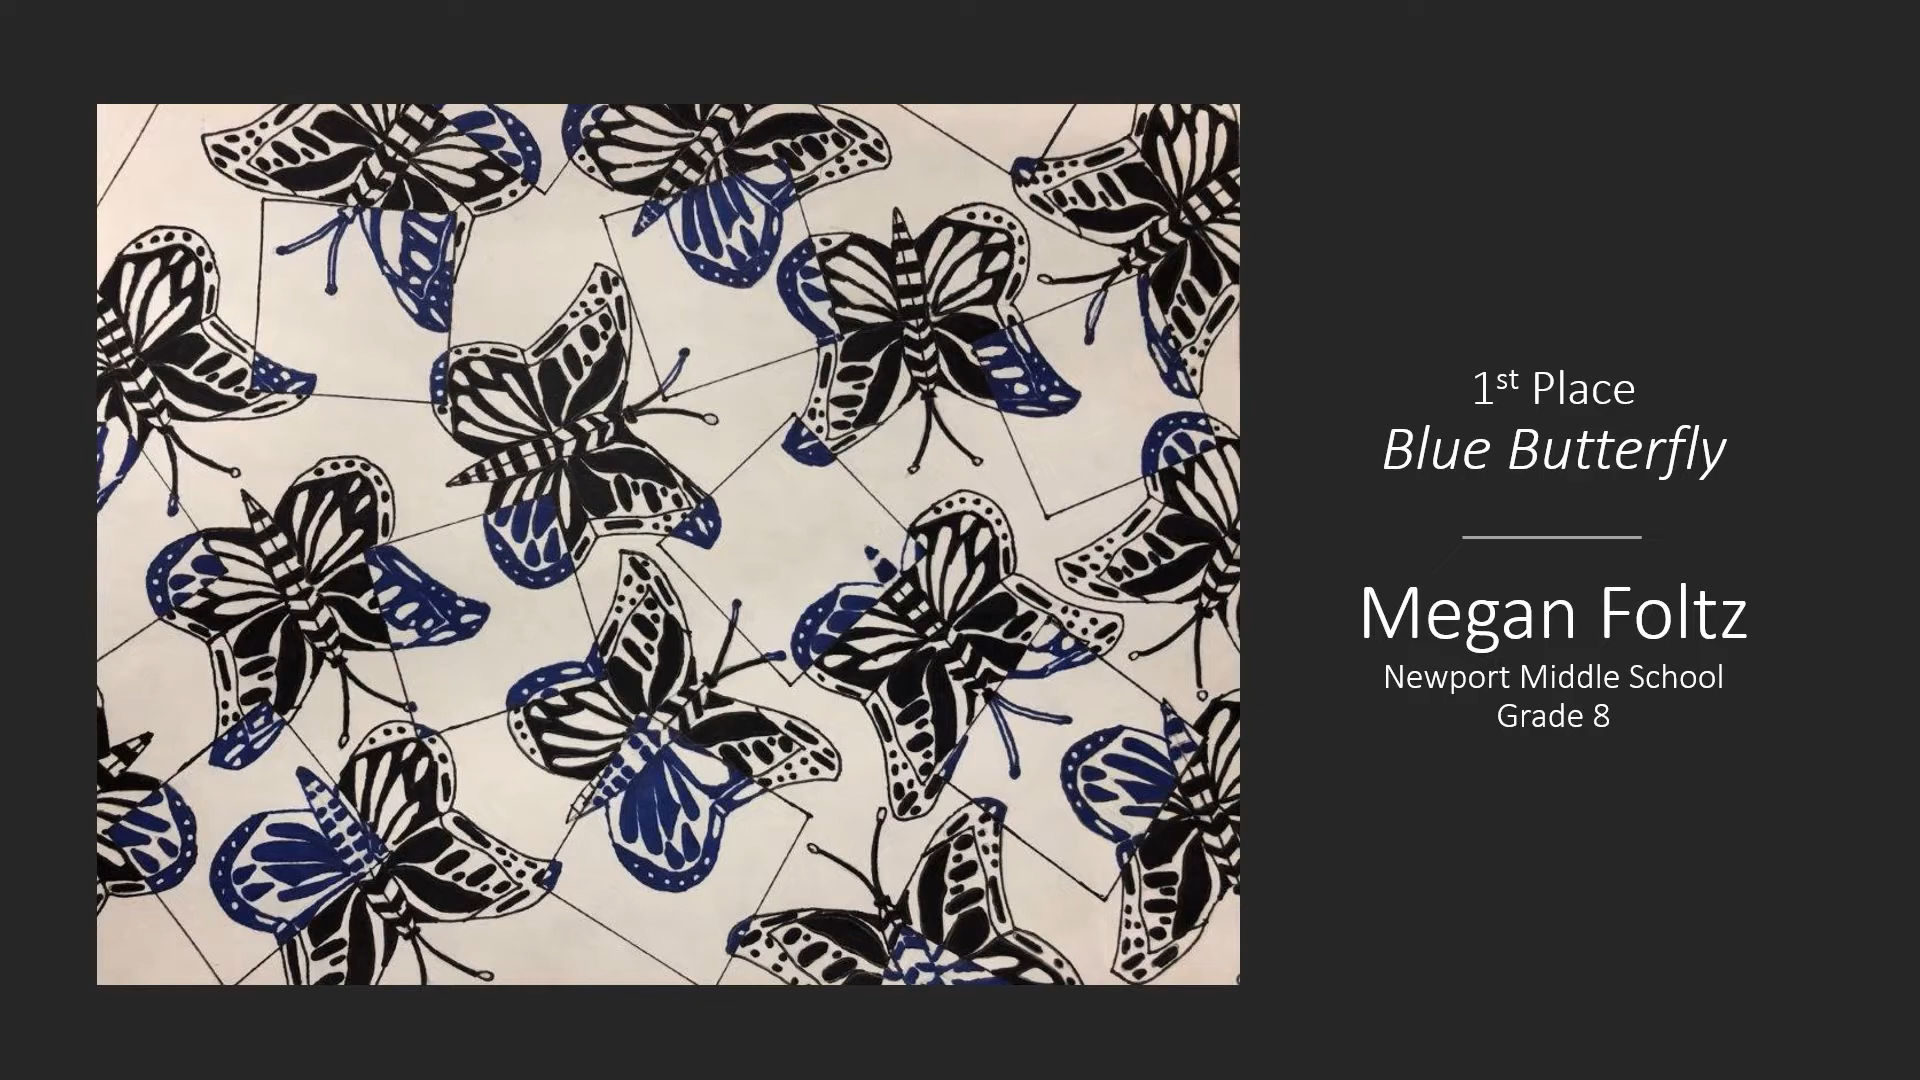 1st Place
Blue Butterfly
Megan Foltz
Newport Middle School
Grade 8